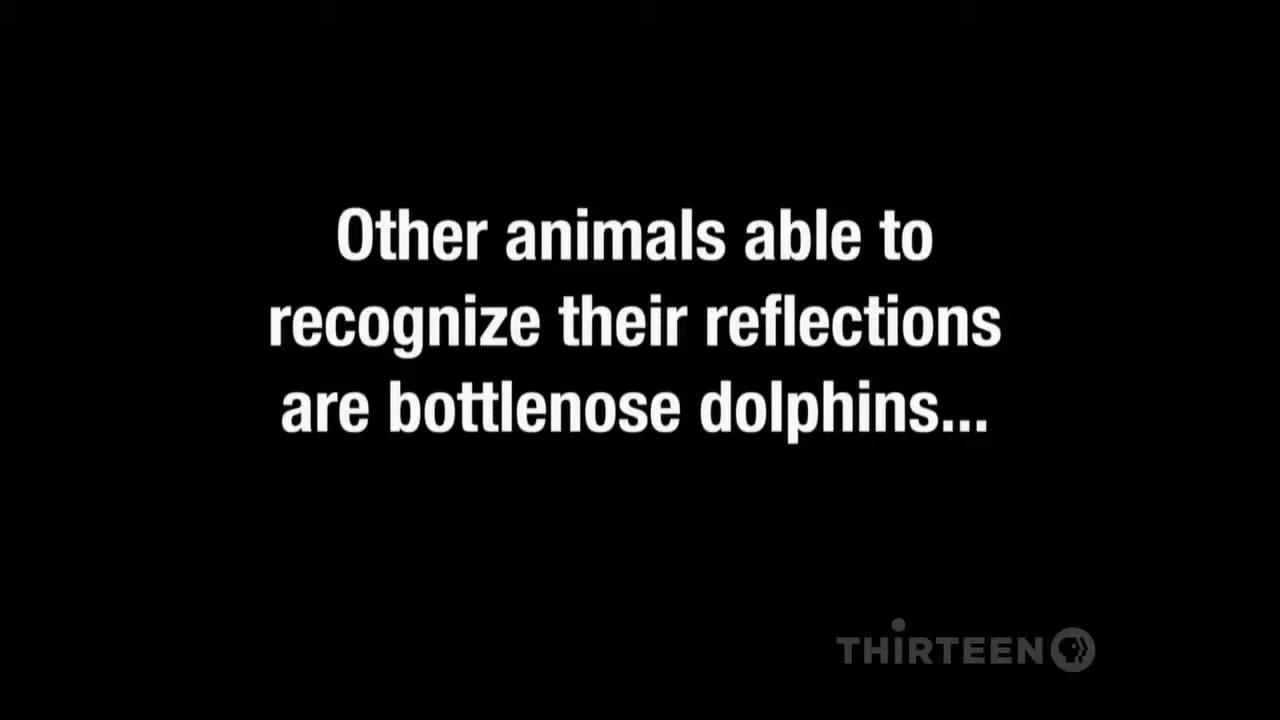 Other animals able to
recognize their reflections
are bottlenose dolphins...
THIRTEEN